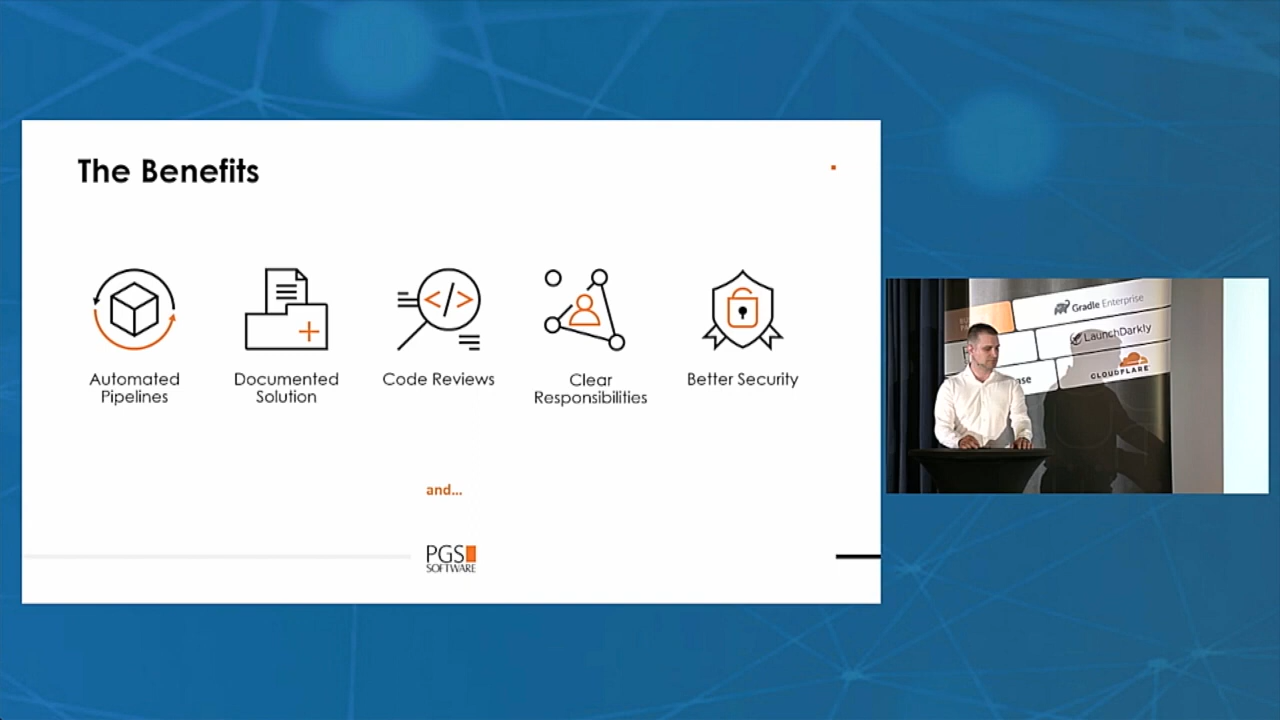 The Benefits
Automated
Pipelines
Documented
Solution
Code Reviews
Clear
Responsibilities
Better Security
and...
PGS
SOFTWARE
Gradle Enterprise
LaunchDarkly
CLOUDFLARE